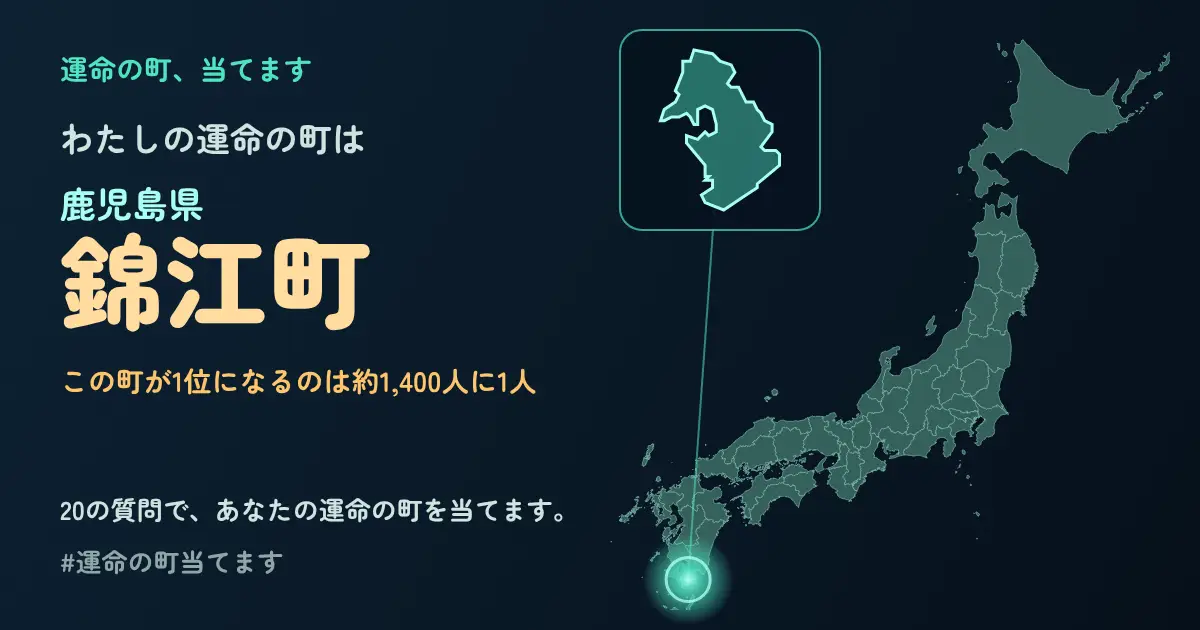 運命の町、当てます
わたしの運命の町は
鹿児島県
錦江町
この町が1位になるのは約1,400人に1人
20の質問で、あなたの運命の町を当てます。
#運命の町当てます